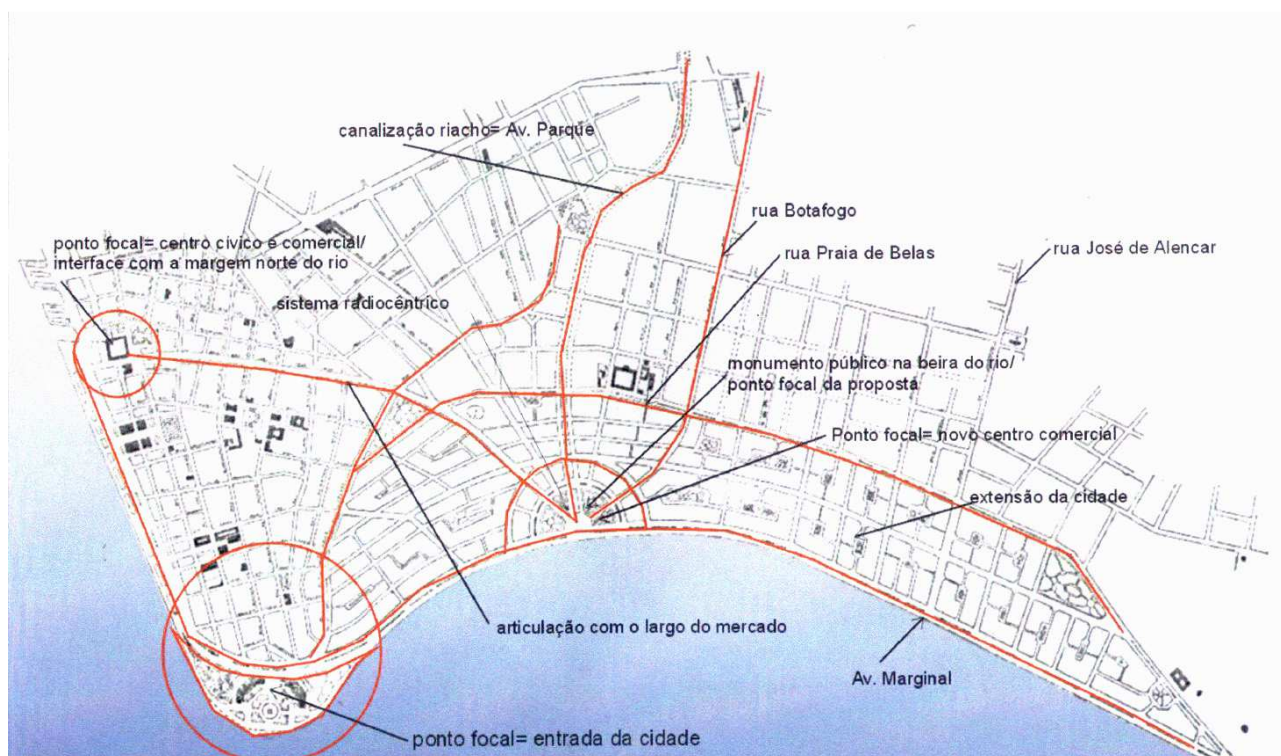 canalização riacho= Av. Parque
rua Botafogo
ponto focal= centro cívico e comercial/
interface com a margem norte do rio
rua Praia de Belas
rua José de Alencar
sistema radiocêntrico
monumento público na beira do rio/
ponto focal da proposta
Ponto focal= novo centro comercial
extensão da cidade
articulação com o largo do mercado
Av. Marginal
ponto focal= entrada da cidade